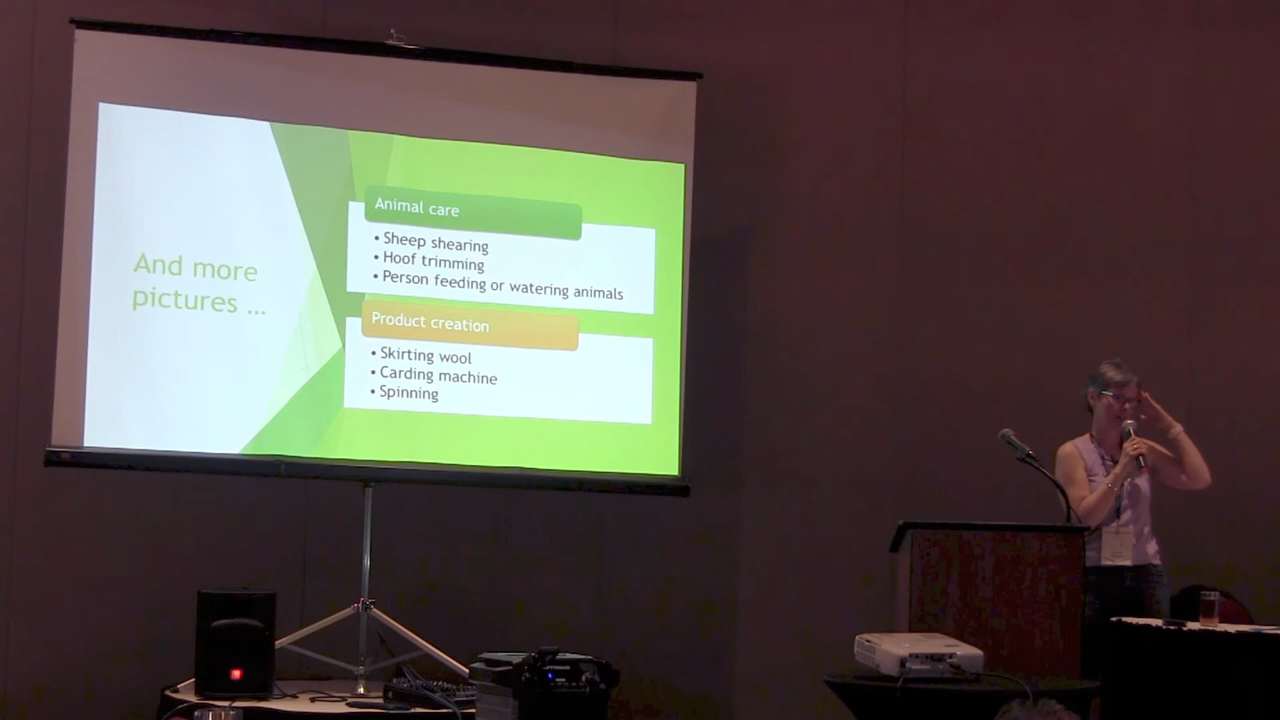 And more
pictures ...
Animal care
• Sheep shearing
• Hoof trimming
• Person feeding or watering animals
Product creation
• Skirting wool
• Carding machine
• Spinning